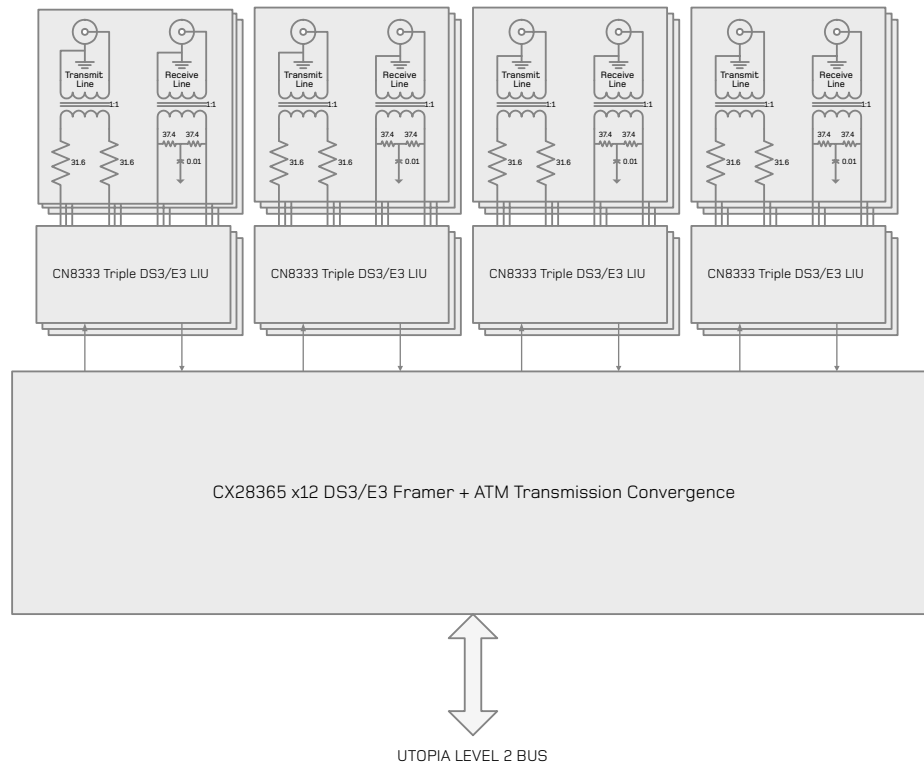 Transmit Line
Receive Line
1:1
1:1
37.4 37.4
31.6
31.6
0.01
Transmit Line
Receive Line
1:1
1:1
37.4 37.4
31.6
31.6
0.01
Transmit Line
Receive Line
1:1
1:1
37.4 37.4
31.6
31.6
0.01
Transmit Line
Receive Line
1:1
1:1
37.4 37.4
31.6
31.6
0.01
CN8333 Triple DS3/E3 LIU
CN8333 Triple DS3/E3 LIU
CN8333 Triple DS3/E3 LIU
CN8333 Triple DS3/E3 LIU
CX28365 x12 DS3/E3 Framer + ATM Transmission Convergence
UTOPIA LEVEL 2 BUS